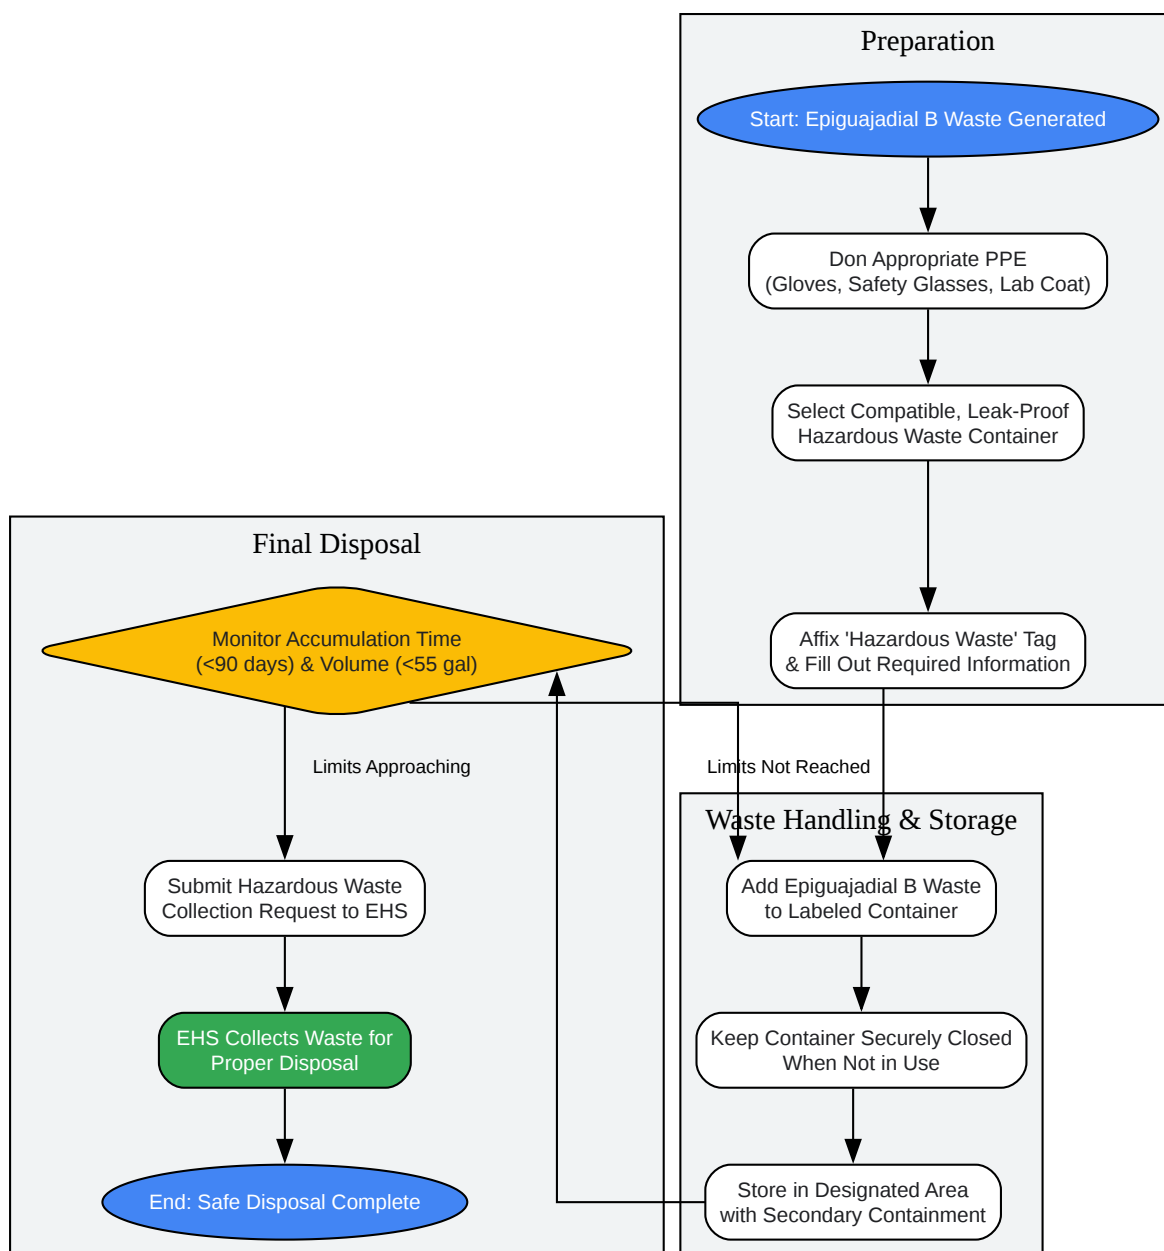 Preparation
Start: Epiguajadial B Waste Generated
Don Appropriate PPE
(Gloves, Safety Glasses, Lab Coat)
Select Compatible, Leak-Proof
Hazardous Waste Container
Affix 'Hazardous Waste' Tag
& Fill Out Required Information
Final Disposal
Monitor Accumulation Time
(<90 days) & Volume (<55 gal)
Limits Approaching
Limits Not Reached
Waste Handling & Storage
Add Epiguajadial B Waste
to Labeled Container
Keep Container Securely Closed
When Not in Use
Store in Designated Area
with Secondary Containment
Submit Hazardous Waste
Collection Request to EHS
EHS Collects Waste for
Proper Disposal
End: Safe Disposal Complete